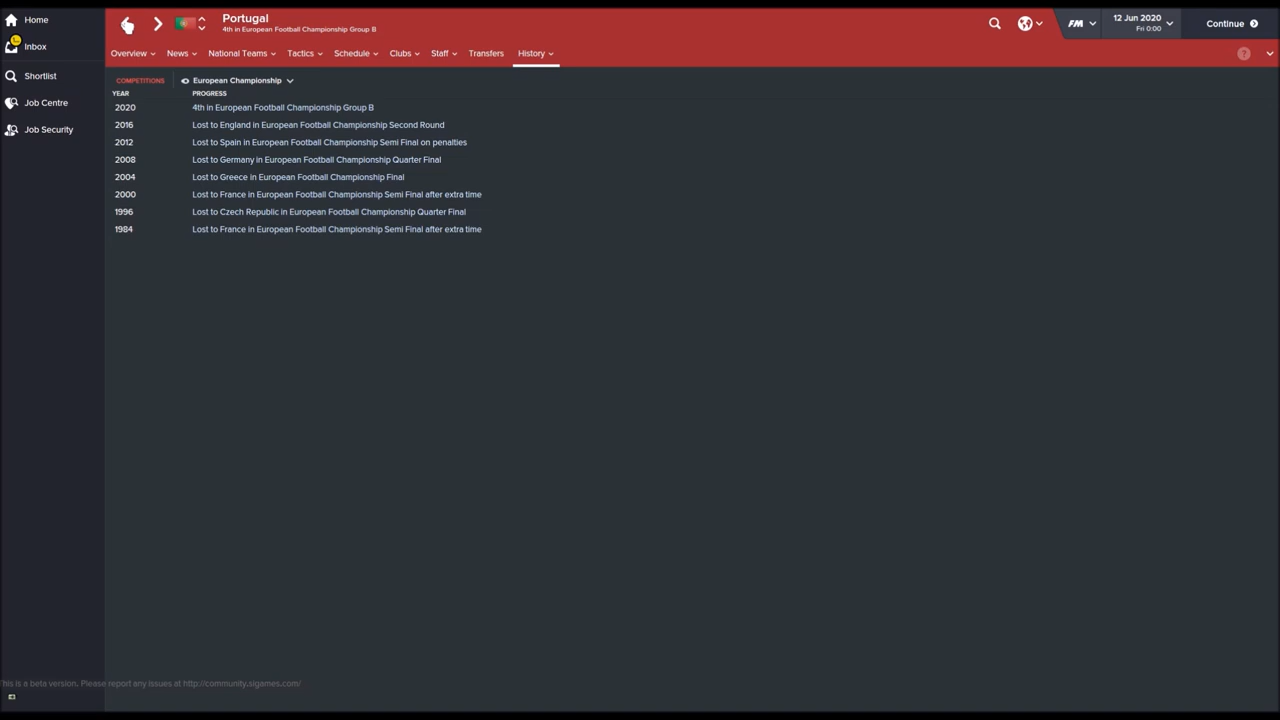 Home
Inbox
Shortlist
Job Centre
Job Security
Portugal
4th in European Football Championship Group B
FM
12 Jun 2020
Fri 0:00
Continue
Overview News National Teams Tactics Schedule Clubs Staff Transfers History
?
COMPETITIONS European Championship
YEAR PROGRESS
2020 4th in European Football Championship Group B
2016 Lost to England in European Football Championship Second Round
2012 Lost to Spain in European Football Championship Semi Final on penalties
2008 Lost to Germany in European Football Championship Quarter Final
2004 Lost to Greece in European Football Championship Final
2000 Lost to France in European Football Championship Semi Final after extra time
1996 Lost to Czech Republic in European Football Championship Quarter Final
1984 Lost to France in European Football Championship Semi Final after extra time
This is a beta version. Please report any issues at http://community.sigames.com/